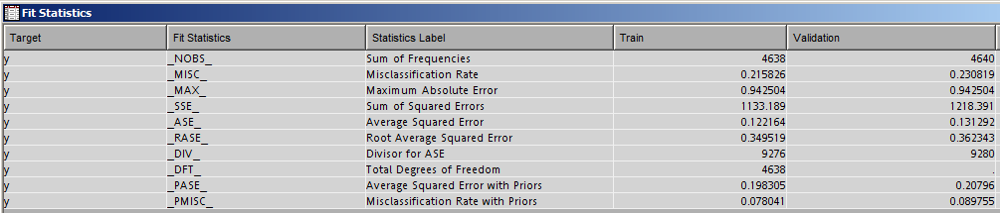 Fit Statistics
Target Fit Statistics Statistics Label Train Validation
y _NOBS_ Sum of Frequencies 4638 4640
y _MISC_ Misclassification Rate 0.215826 0.230819
y _MAX_ Maximum Absolute Error 0.942504 0.942504
y _SSE_ Sum of Squared Errors 1133.189 1218.391
y _ASE_ Average Squared Error 0.122164 0.131292
y _RASE_ Root Average Squared Error 0.349519 0.362343
y _DIV_ Divisor for ASE 9276 9280
y _DFT_ Total Degrees of Freedom 4638 .
y _PASE_ Average Squared Error with Priors 0.198305 0.20796
y _PMISC_ Misclassification Rate with Priors 0.078041 0.089755